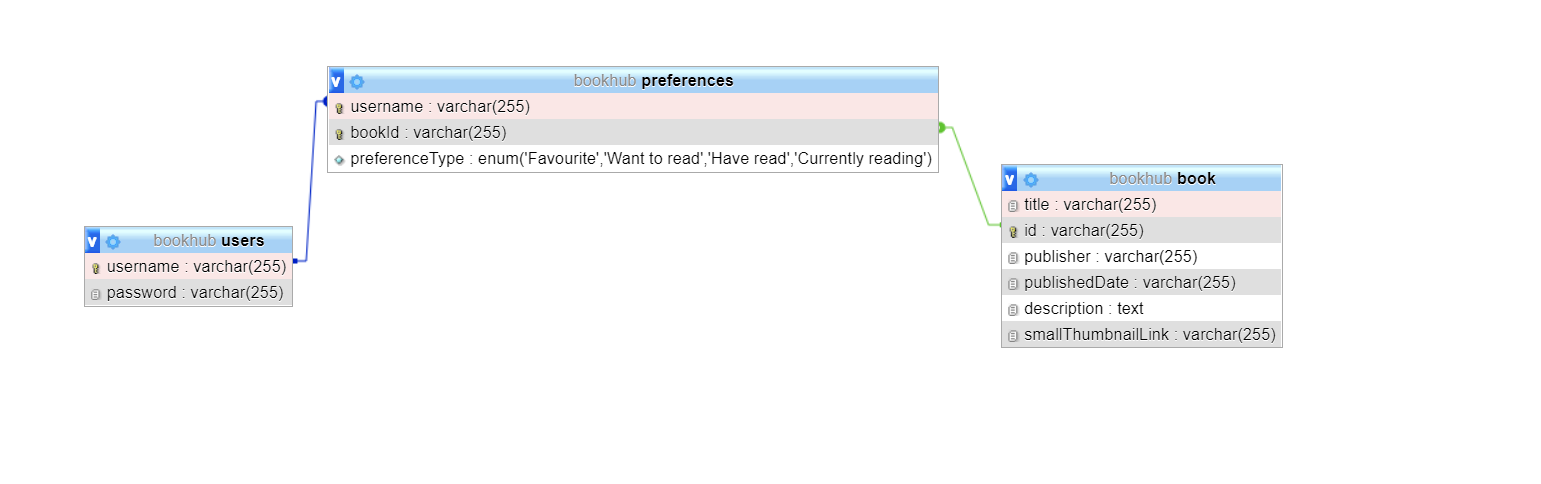 v bookhub preferences
username : varchar(255)
bookId : varchar(255)
preferenceType : enum('Favourite','Want to read','Have read','Currently reading')
v bookhub users
username : varchar(255)
password : varchar(255)
v bookhub book
title : varchar(255)
id : varchar(255)
publisher : varchar(255)
publishedDate : varchar(255)
description : text
smallThumbnailLink : varchar(255)